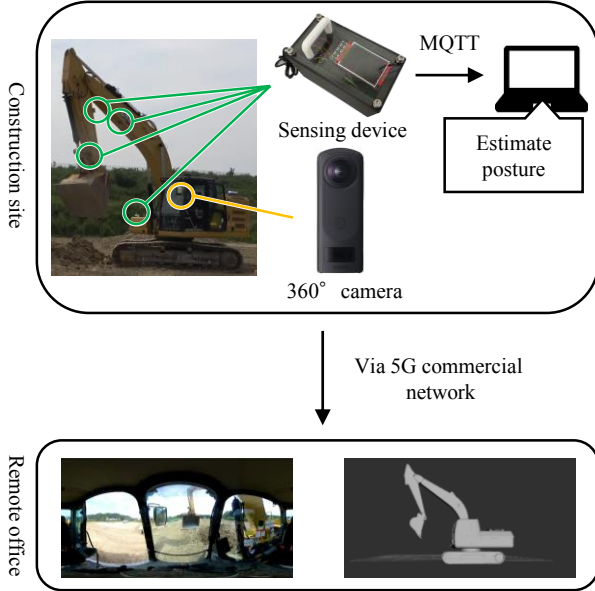 Construction site
MQTT
Sensing device
Estimate
posture
360° camera
Via 5G commercial
network
Remote office